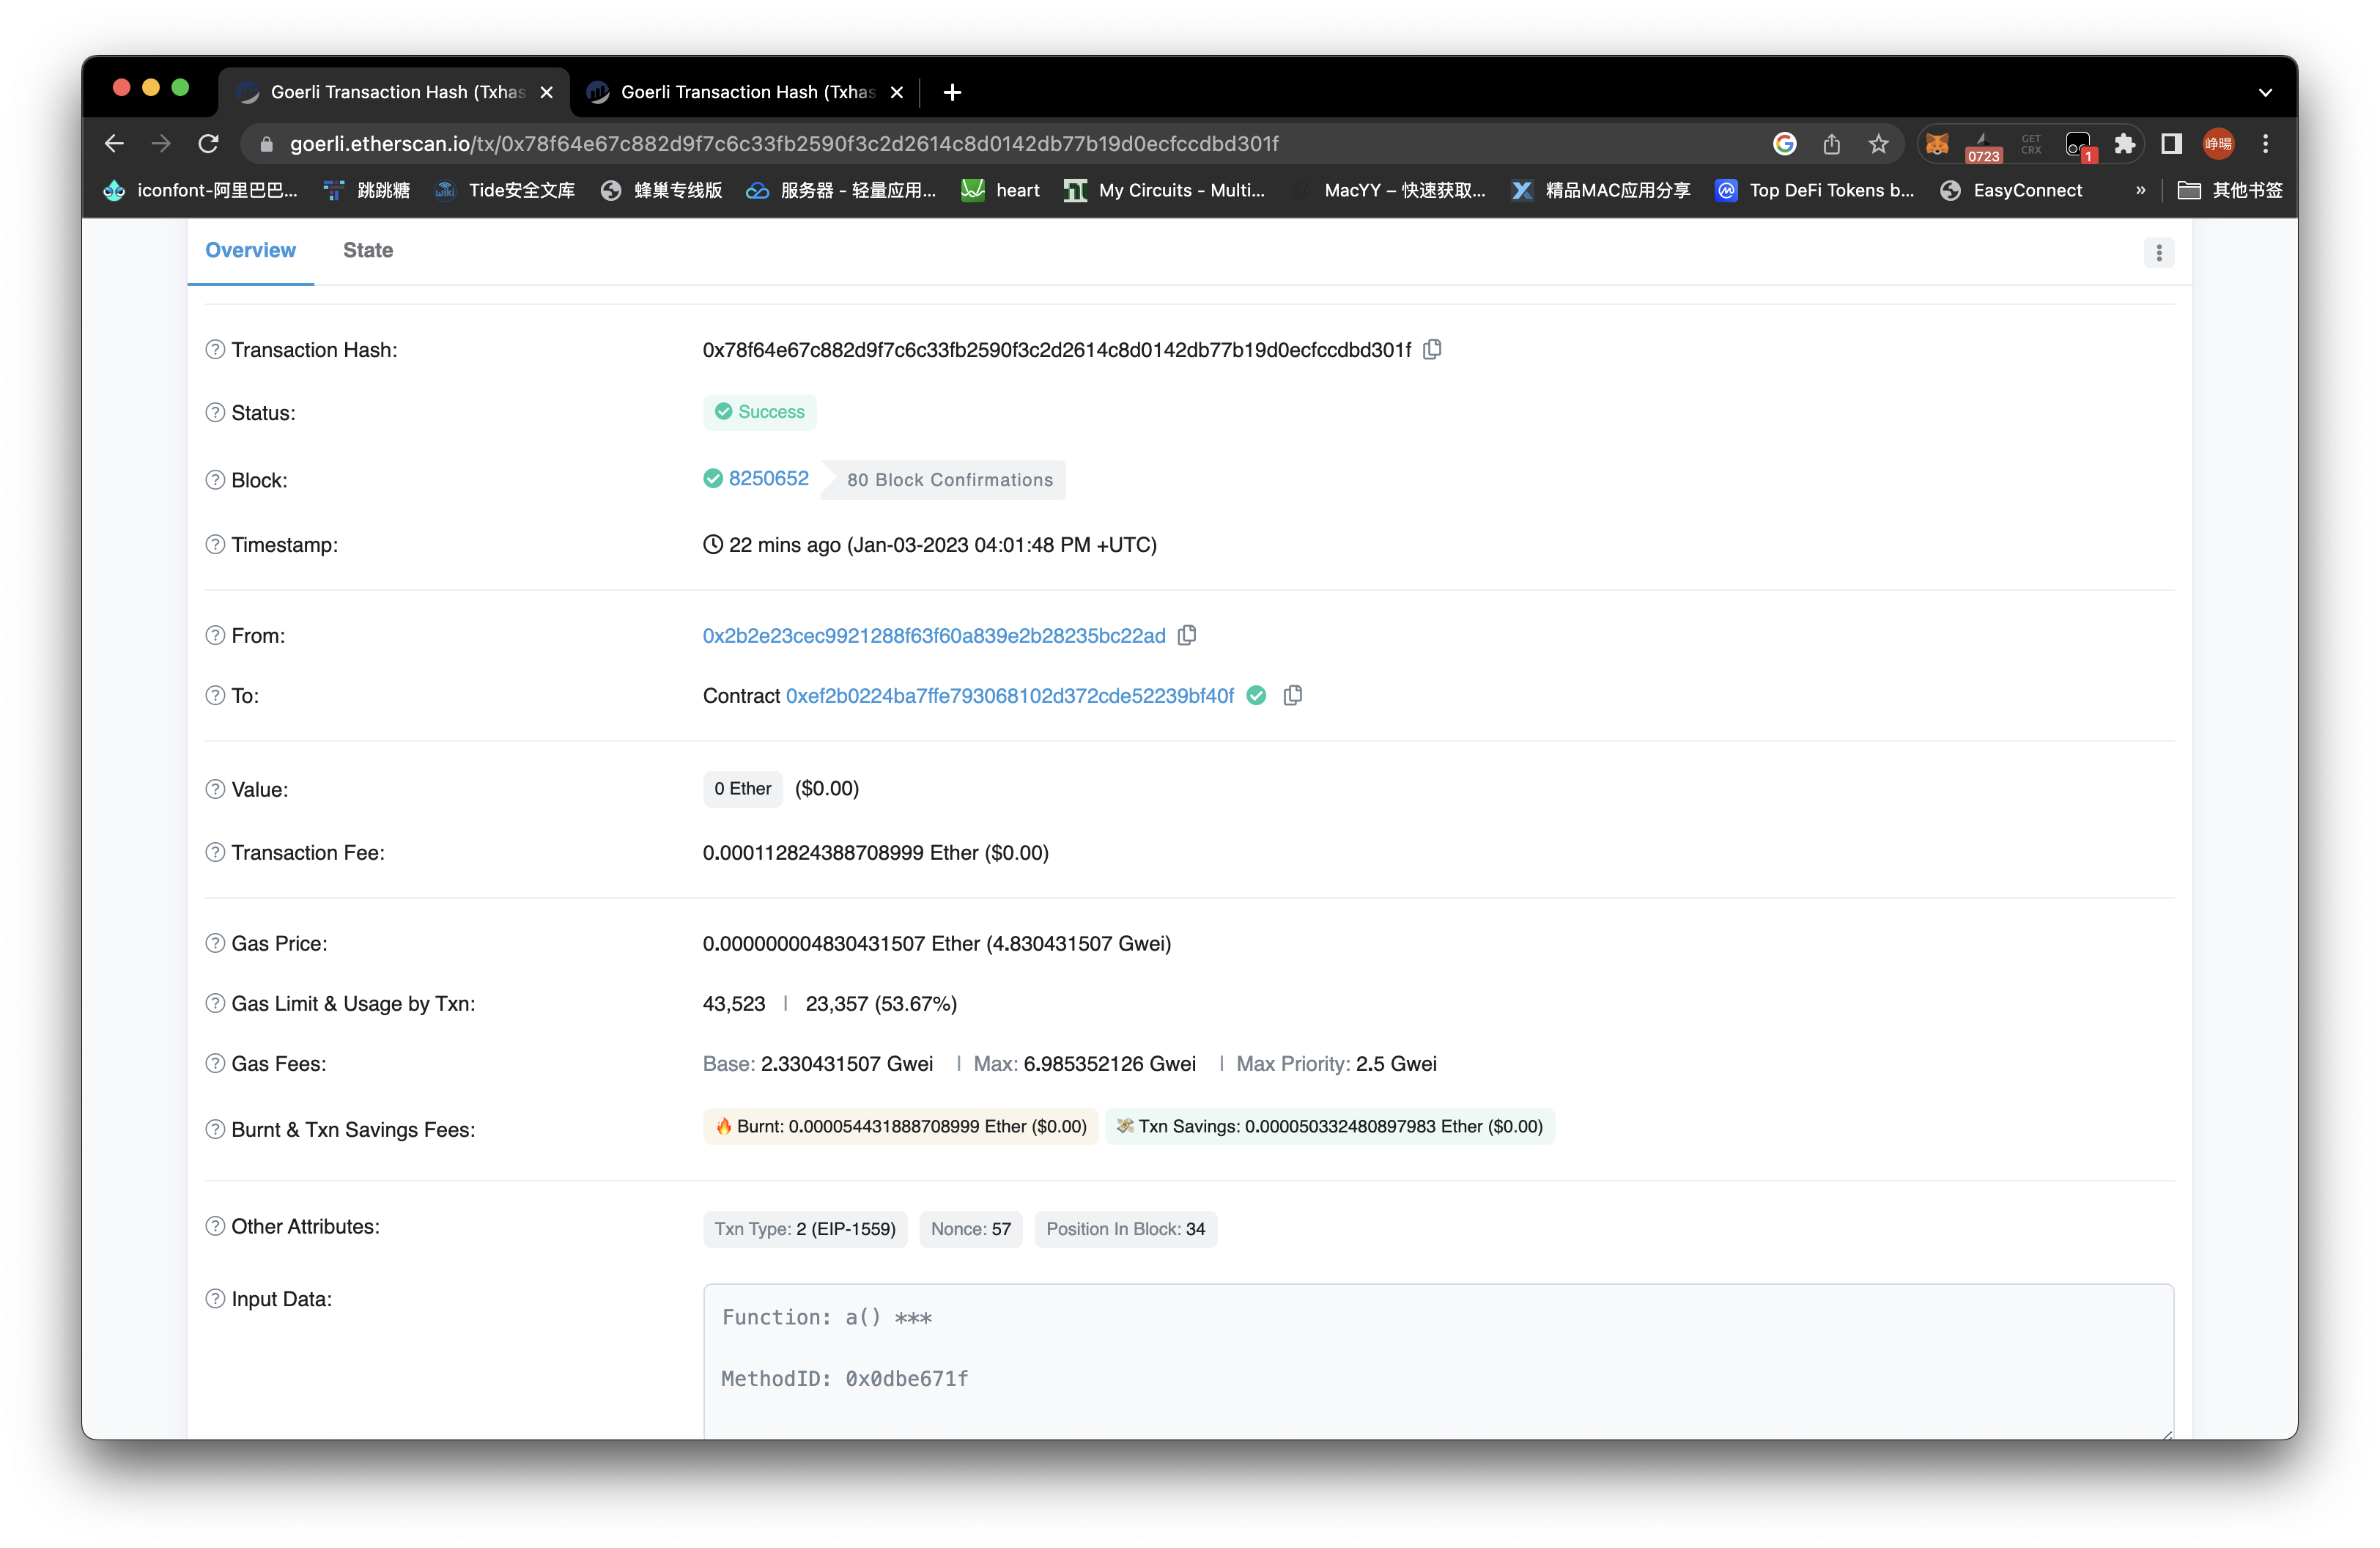 Goerli Transaction Hash (Txhas
Goerli Transaction Hash (Txhas
goerli.etherscan.io/tx/0x78f64e67c882d9f7c6c33fb2590f3c2d2614c8d0142db77b19d0ecfccdbd301f
0723
GET CRX
1
峥暘
iconfont-阿里巴巴...
跳跳糖
wiki
Tide安全文库
蜂巢专线版
服务器 - 轻量应用...
heart
My Circuits - Multi...
MacYY – 快速获取...
精品MAC应用分享
Top DeFi Tokens b...
EasyConnect
»
其他书签
Overview State
Transaction Hash: 0x78f64e67c882d9f7c6c33fb2590f3c2d2614c8d0142db77b19d0ecfccdbd301f
Status: Success
Block: 8250652 80 Block Confirmations
Timestamp: 22 mins ago (Jan-03-2023 04:01:48 PM +UTC)
From: 0x2b2e23cec9921288f63f60a839e2b28235bc22ad
To: Contract 0xef2b0224ba7ffe793068102d372cde52239bf40f
Value: 0 Ether ($0.00)
Transaction Fee: 0.000112824388708999 Ether ($0.00)
Gas Price: 0.000000004830431507 Ether (4.830431507 Gwei)
Gas Limit & Usage by Txn: 43,523 | 23,357 (53.67%)
Gas Fees: Base: 2.330431507 Gwei | Max: 6.985352126 Gwei | Max Priority: 2.5 Gwei
Burnt & Txn Savings Fees: 🔥 Burnt: 0.000054431888708999 Ether ($0.00) 💸 Txn Savings: 0.000050332480897983 Ether ($0.00)
Other Attributes: Txn Type: 2 (EIP-1559) Nonce: 57 Position In Block: 34
Input Data:
Function: a() ***
MethodID: 0x0dbe671f